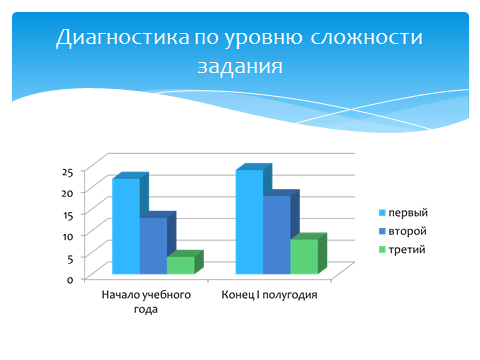 Диагностика по уровню сложности
задания
25
20
15
10
5
0
Начало учебного
года
Конец I полугодия
первый
второй
третий